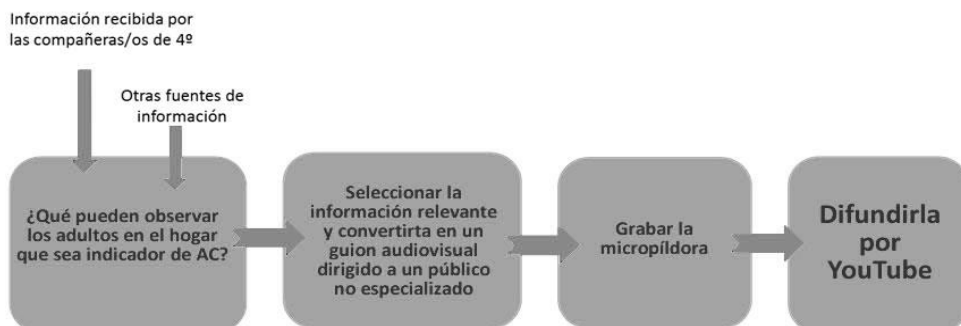 Información recibida por
las compañeras/os de 4º
Otras fuentes de
información
¿Qué pueden observar
los adultos en el hogar
que sea indicador de AC?
Seleccionar la
información relevante
y convertirta en un
guion audiovisual
dirigido a un público
no especializado
Grabar la
micropíldora
Difundirla
por
YouTube